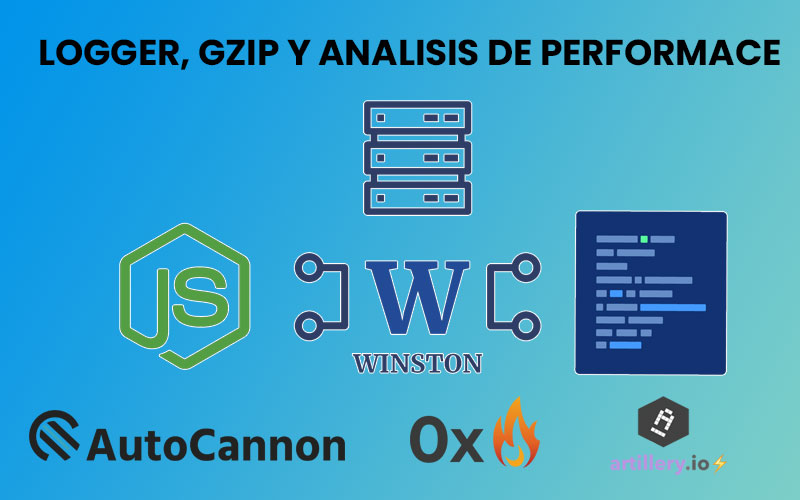 LOGGER, GZIP Y ANALISIS DE PERFORMACE
JS
W
WINSTON
AutoCannon
0x
artillery.io